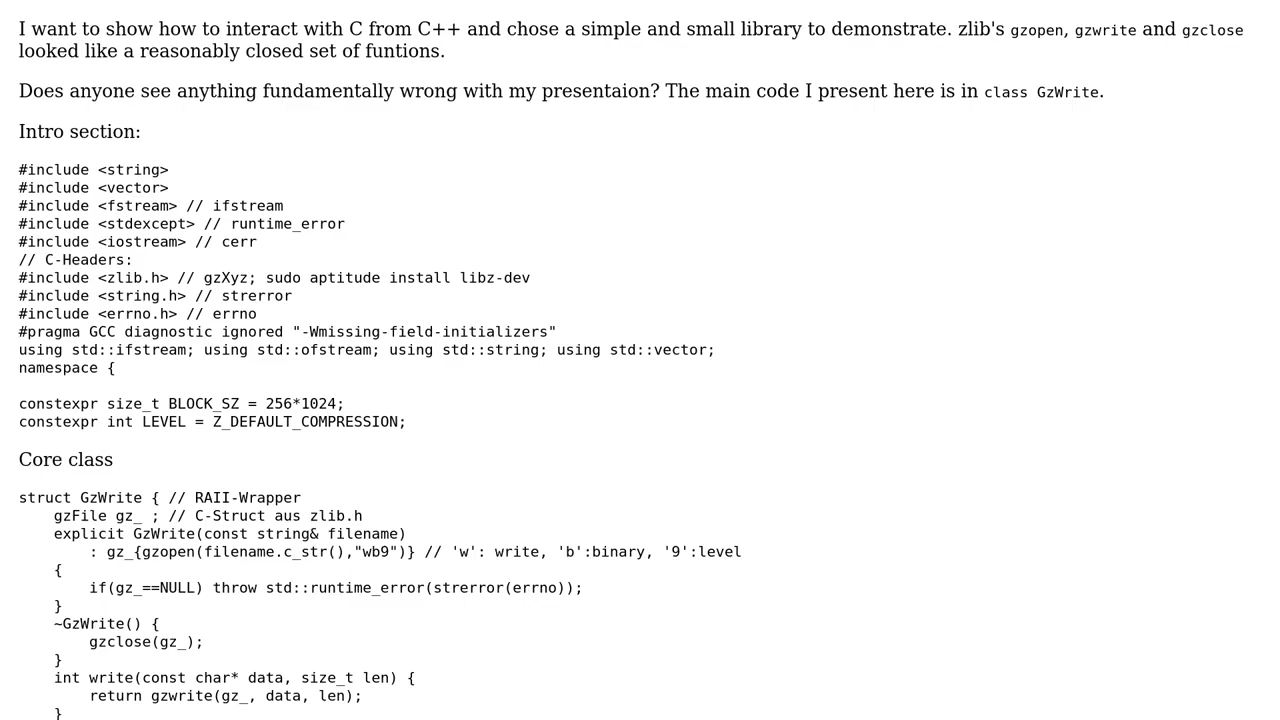 I want to show how to interact with C from C++ and chose a simple and small library to demonstrate. zlib's gzopen, gzwrite and gzclose
looked like a reasonably closed set of funtions.
Does anyone see anything fundamentally wrong with my presentaion? The main code I present here is in class GzWrite.
Intro section:
#include <string>
#include <vector>
#include <fstream> // ifstream
#include <stdexcept> // runtime_error
#include <iostream> // cerr
// C-Headers:
#include <zlib.h> // gzXyz; sudo aptitude install libz-dev
#include <string.h> // strerror
#include <errno.h> // errno
#pragma GCC diagnostic ignored "-Wmissing-field-initializers"
using std::ifstream; using std::ofstream; using std::string; using std::vector;
namespace {
constexpr size_t BLOCK_SZ = 256*1024;
constexpr int LEVEL = Z_DEFAULT_COMPRESSION;
Core class
struct GzWrite { // RAII-Wrapper
    gzFile gz_ ; // C-Struct aus zlib.h
    explicit GzWrite(const string& filename)
        : gz_{gzopen(filename.c_str(),"wb9")} // 'w': write, 'b':binary, '9':level
    {
        if(gz_==NULL) throw std::runtime_error(strerror(errno));
    }
    ~GzWrite() {
        gzclose(gz_);
    }
    int write(const char* data, size_t len) {
        return gzwrite(gz_, data, len);
    }